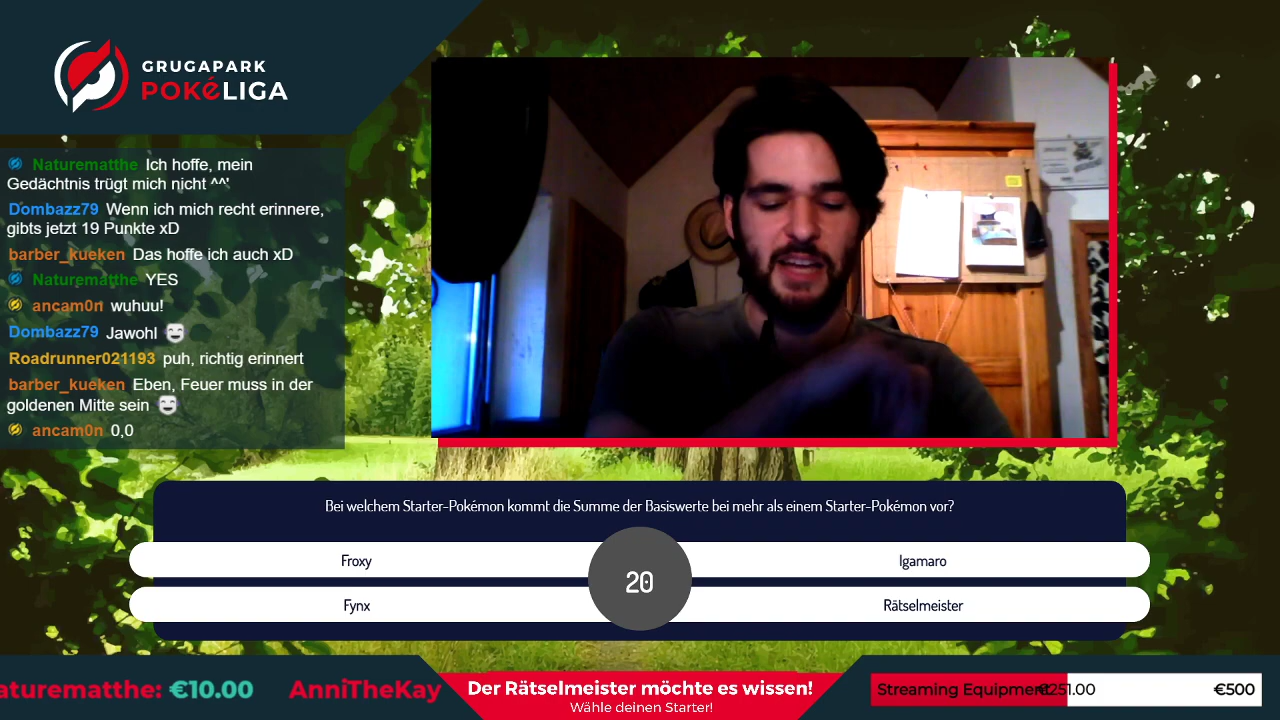 GRUGAPARK
POKéLIGA
Naturematthe Ich hoffe, mein
Gedächtnis trügt mich nicht ^^'
Dombazz79 Wenn ich mich recht erinnere,
gibts jetzt 19 Punkte xD
barber_kueken Das hoffe ich auch xD
Naturematthe YES
ancam0n wuhuu!
Dombazz79 Jawohl
Roadrunner021193 puh, richtig erinnert
barber_kueken Eben, Feuer muss in der
goldenen Mitte sein
ancam0n 0,0
Bei welchem Starter-Pokémon kommt die Summe der Basiswerte bei mehr als einem Starter-Pokémon vor?
Froxy
Igamaro
20
Fynx
Rätselmeister
aturematthe: €10.00 AnniTheKay
Der Rätselmeister möchte es wissen!
Wähle deinen Starter!
Streaming Equipment €251.00 €500